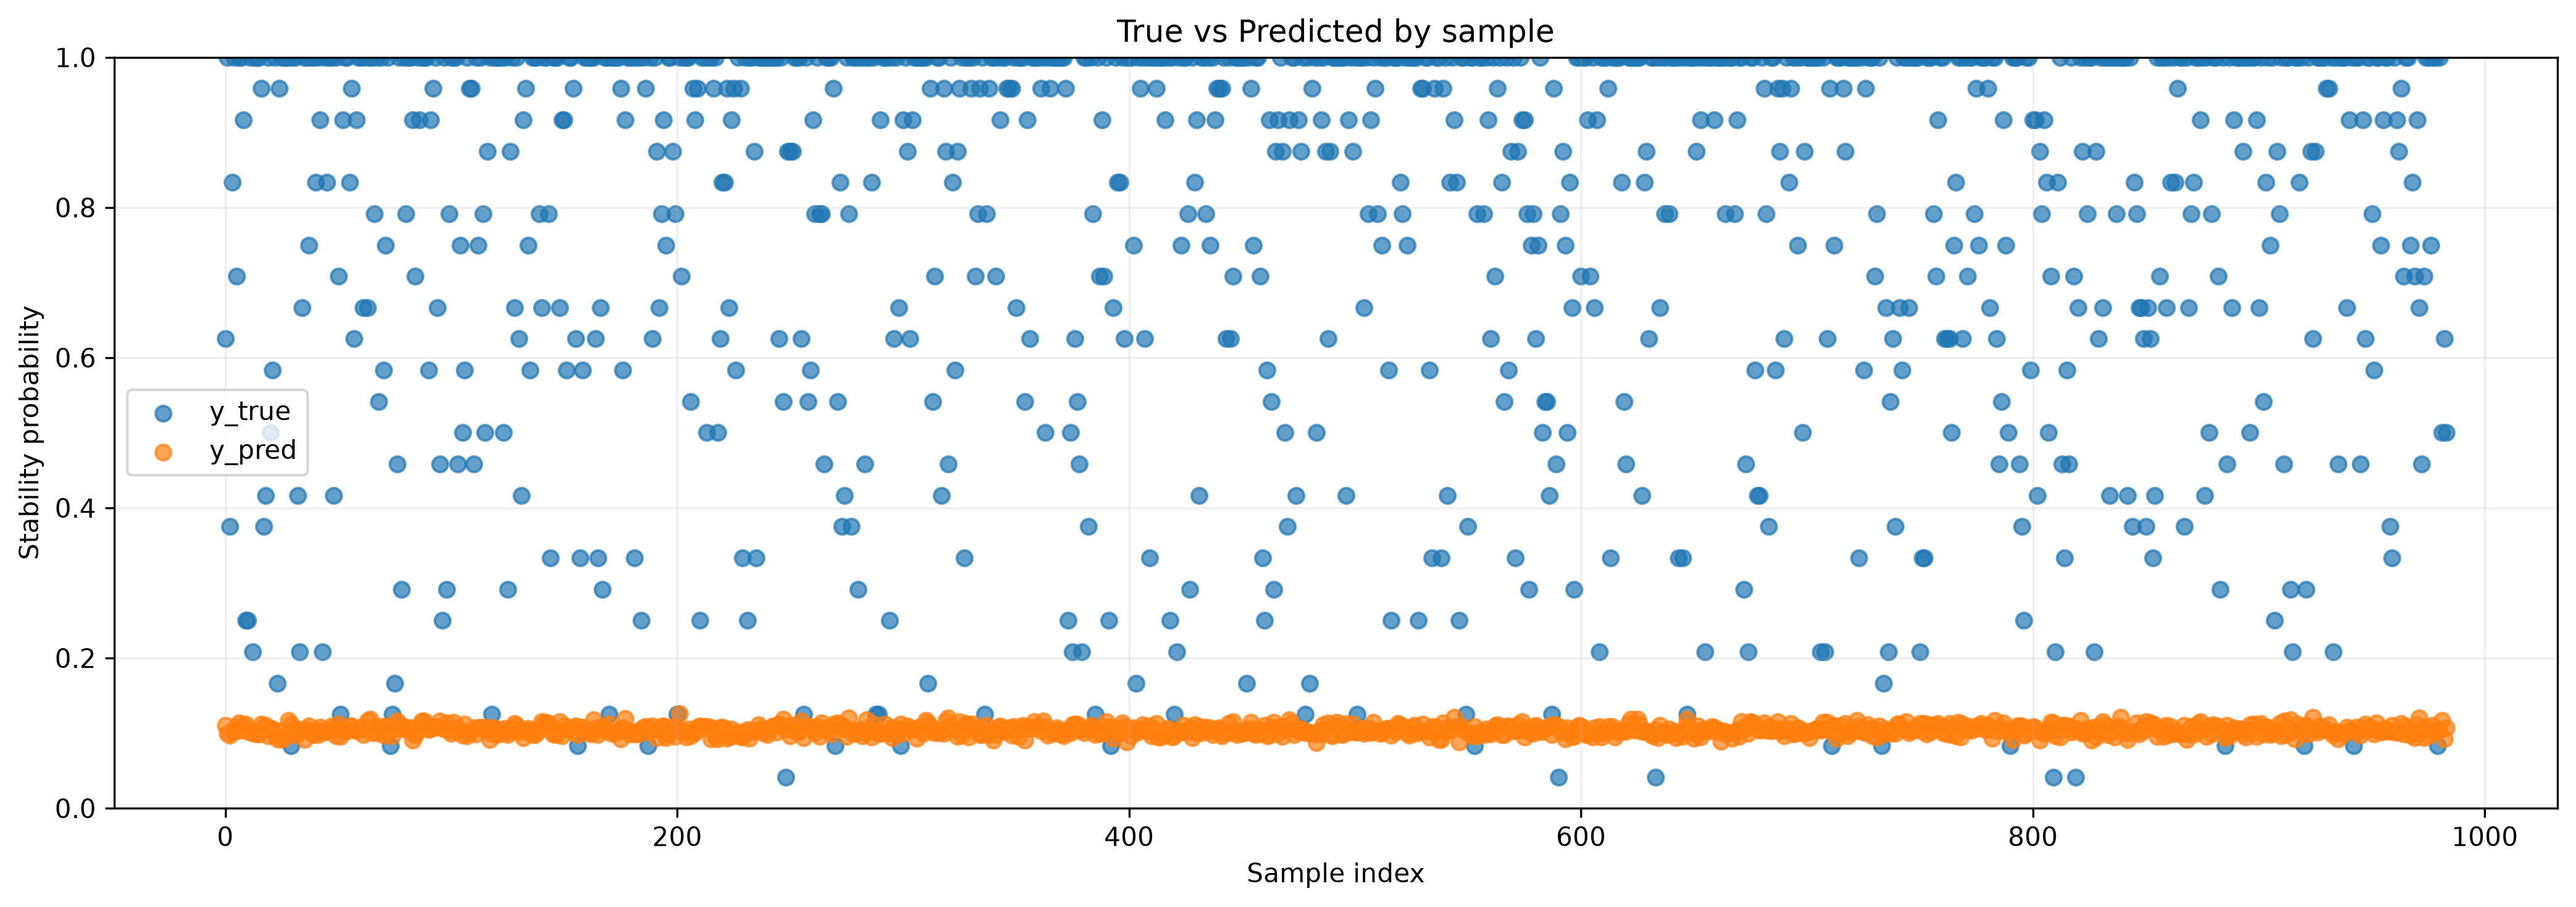 True vs Predicted by sample
1.0
0.8
0.6
0.4
0.2
0.0
Stability probability
y_true
y_pred
0 200 400 600 800 1000
Sample index